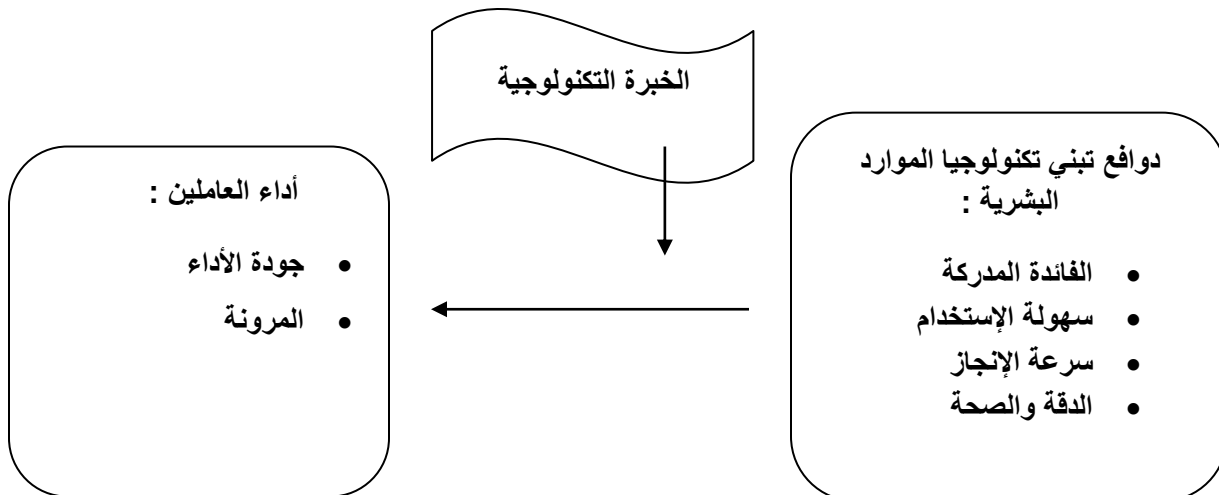 الخبرة التكنولوجية
دوافع تبني تكنولوجيا الموارد
البشرية :
• الفائدة المدركة
• سهولة الإستخدام
• سرعة الإنجاز
• الدقة والصحة
أداء العاملين :
• جودة الأداء
• المرونة